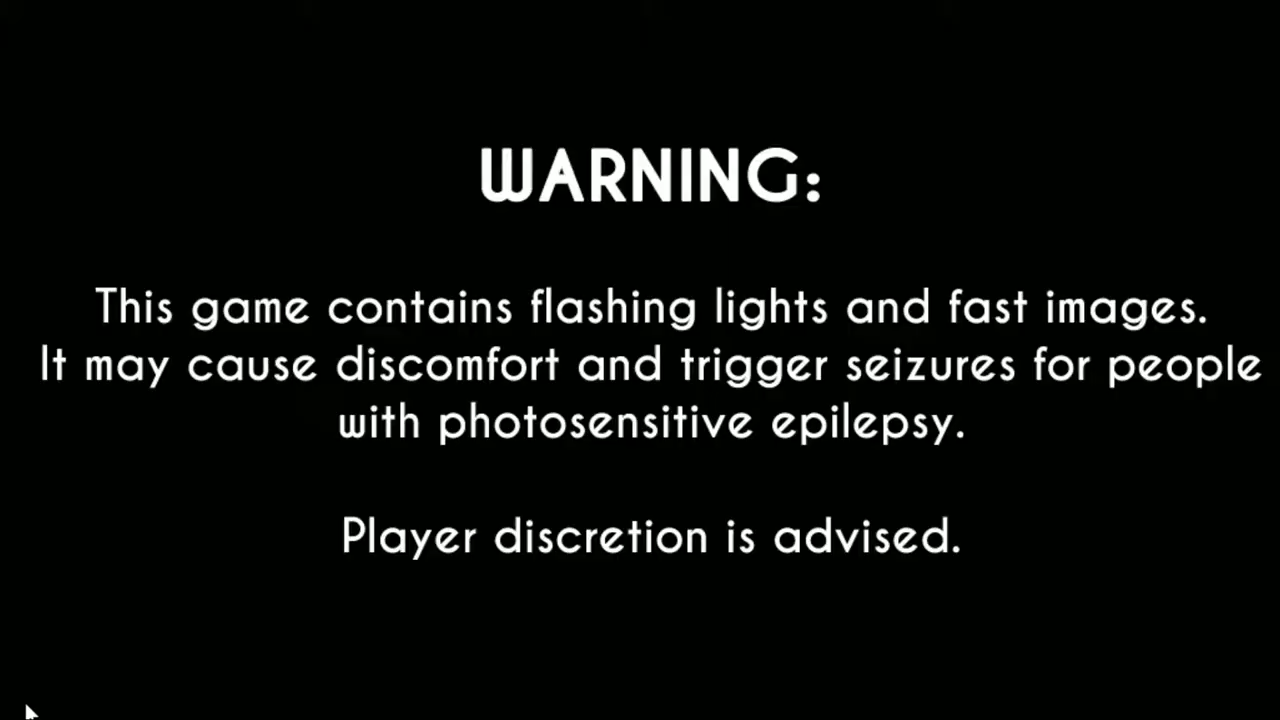 WARNING:
This game contains flashing lights and fast images.
It may cause discomfort and trigger seizures for people
with photosensitive epilepsy.
Player discretion is advised.